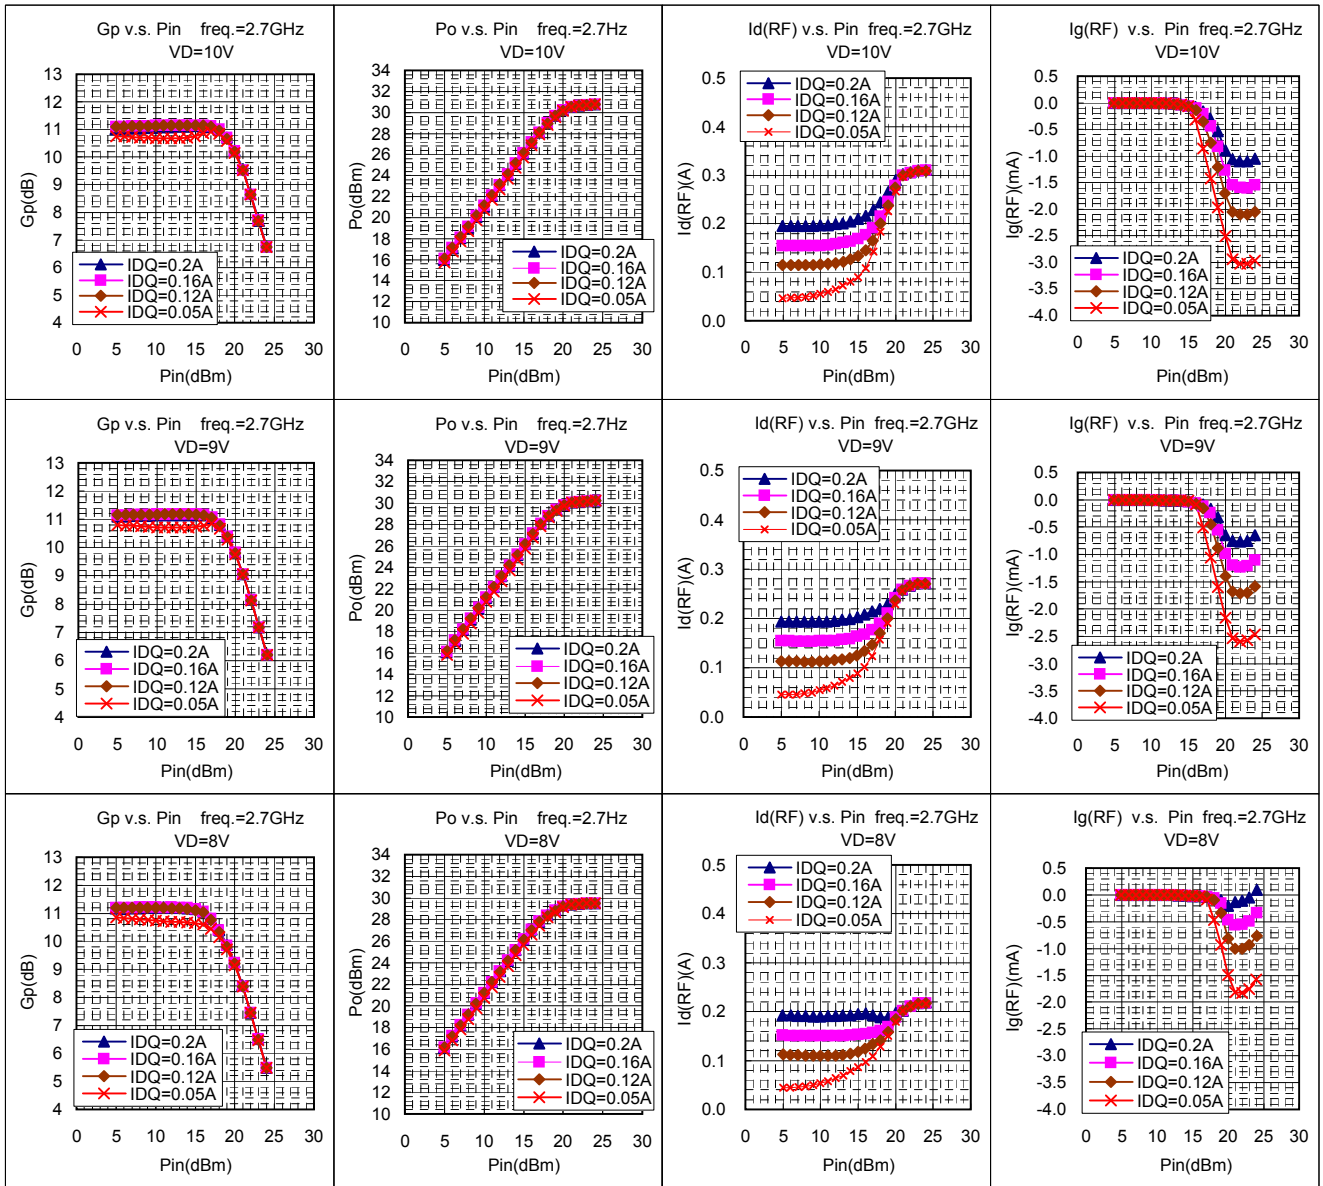 Gp v.s. Pin freq.=2.7GHz
VD=10V
Gp(dB)
13
12
11
10
9
8
7
6
5
4
IDQ=0.2A
IDQ=0.16A
IDQ=0.12A
IDQ=0.05A
0 5 10 15 20 25 30
Pin(dBm)
Po v.s. Pin freq.=2.7Hz
VD=10V
Po(dBm)
34
32
30
28
26
24
22
20
18
16
14
12
10
IDQ=0.2A
IDQ=0.16A
IDQ=0.12A
IDQ=0.05A
0 5 10 15 20 25 30
Pin(dBm)
Id(RF) v.s. Pin freq.=2.7GHz
VD=10V
Id(RF)(A)
0.5
0.4
0.3
0.2
0.1
0.0
IDQ=0.2A
IDQ=0.16A
IDQ=0.12A
IDQ=0.05A
0 5 10 15 20 25 30
Pin(dBm)
Ig(RF) v.s. Pin freq.=2.7GHz
VD=10V
Ig(RF)(mA)
0.5
0.0
-0.5
-1.0
-1.5
-2.0
-2.5
-3.0
-3.5
-4.0
IDQ=0.2A
IDQ=0.16A
IDQ=0.12A
IDQ=0.05A
0 5 10 15 20 25 30
Pin(dBm)
Gp v.s. Pin freq.=2.7GHz
VD=9V
Gp(dB)
13
12
11
10
9
8
7
6
5
4
IDQ=0.2A
IDQ=0.16A
IDQ=0.12A
IDQ=0.05A
0 5 10 15 20 25 30
Pin(dBm)
Po v.s. Pin freq.=2.7Hz
VD=9V
Po(dBm)
34
32
30
28
26
24
22
20
18
16
14
12
10
IDQ=0.2A
IDQ=0.16A
IDQ=0.12A
IDQ=0.05A
0 5 10 15 20 25 30
Pin(dBm)
Id(RF) v.s. Pin freq.=2.7GHz
VD=9V
Id(RF)(A)
0.5
0.4
0.3
0.2
0.1
0.0
IDQ=0.2A
IDQ=0.16A
IDQ=0.12A
IDQ=0.05A
0 5 10 15 20 25 30
Pin(dBm)
Ig(RF) v.s. Pin freq.=2.7GHz
VD=9V
Ig(RF)(mA)
0.5
0.0
-0.5
-1.0
-1.5
-2.0
-2.5
-3.0
-3.5
-4.0
IDQ=0.2A
IDQ=0.16A
IDQ=0.12A
IDQ=0.05A
0 5 10 15 20 25 30
Pin(dBm)
Gp v.s. Pin freq.=2.7GHz
VD=8V
Gp(dB)
13
12
11
10
9
8
7
6
5
4
IDQ=0.2A
IDQ=0.16A
IDQ=0.12A
IDQ=0.05A
0 5 10 15 20 25 30
Pin(dBm)
Po v.s. Pin freq.=2.7Hz
VD=8V
Po(dBm)
34
32
30
28
26
24
22
20
18
16
14
12
10
IDQ=0.2A
IDQ=0.16A
IDQ=0.12A
IDQ=0.05A
0 5 10 15 20 25 30
Pin(dBm)
Id(RF) v.s. Pin freq.=2.7GHz
VD=8V
Id(RF)(A)
0.5
0.4
0.3
0.2
0.1
0.0
IDQ=0.2A
IDQ=0.16A
IDQ=0.12A
IDQ=0.05A
0 5 10 15 20 25 30
Pin(dBm)
Ig(RF) v.s. Pin freq.=2.7GHz
VD=8V
Ig(RF)(mA)
0.5
0.0
-0.5
-1.0
-1.5
-2.0
-2.5
-3.0
-3.5
-4.0
IDQ=0.2A
IDQ=0.16A
IDQ=0.12A
IDQ=0.05A
0 5 10 15 20 25 30
Pin(dBm)